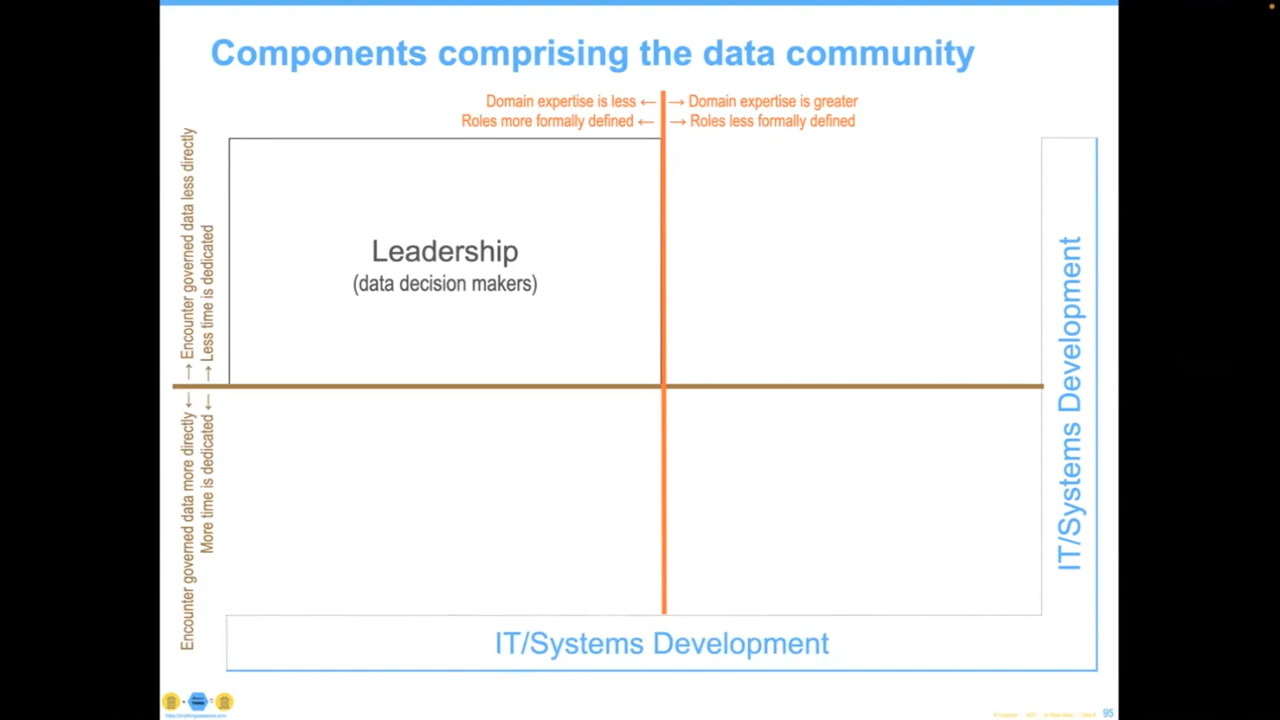 Components comprising the data community
Domain expertise is less ← → Domain expertise is greater
Roles more formally defined ← → Roles less formally defined
→ Encounter governed data less directly
→ Less time is dedicated
Encounter governed data more directly ←
More time is dedicated ←
Leadership
(data decision makers)
IT/Systems Development
IT/Systems Development
95